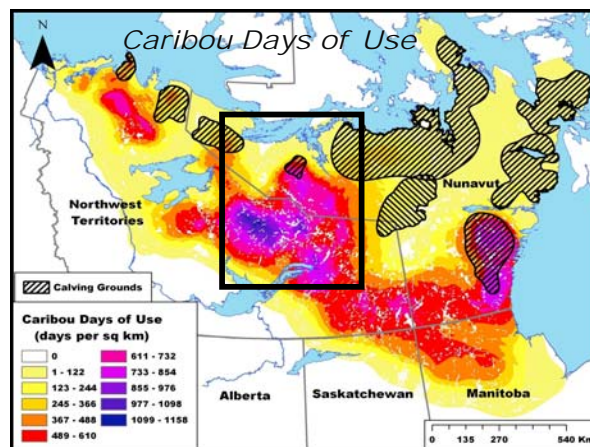 Caribou Days of Use
N
Northwest
Territories
Nunavut
Calving Grounds
Caribou Days of Use
(days per sq km)
0
1 - 122
123 - 244
245 - 366
367 - 488
489 - 610
611 - 732
733 - 854
855 - 976
977 - 1098
1099 - 1158
Alberta
Saskatchewan
Manitoba
0 135 270 540 Km